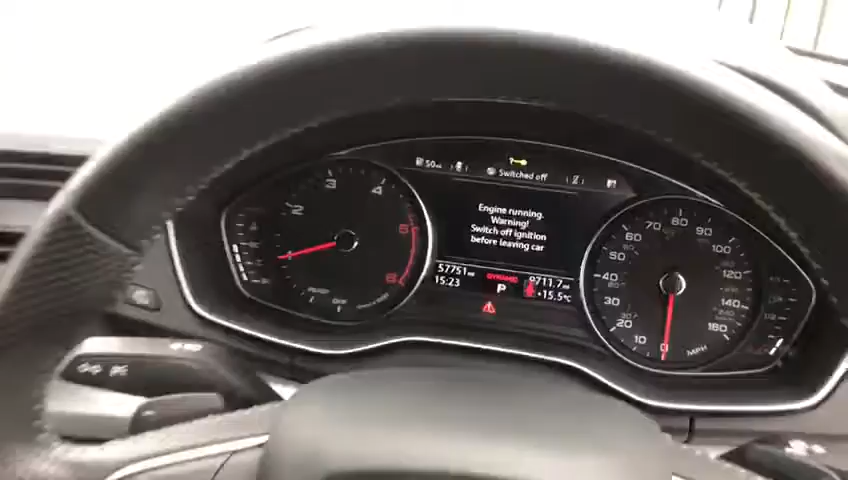 50
Switched off
Engine running.
Warning!
Switch off ignition
before leaving car
57751
DYNAMIC
9711.7
15:23
P
+15.5°C
2
3
4
5
6
10
20
30
40
50
60
70
80
90
100
120
140
160
0
MPH